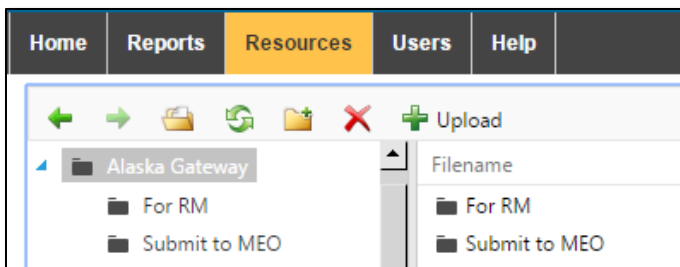 Home Reports Resources Users Help
Upload
Alaska Gateway Filename
For RM For RM
Submit to MEO Submit to MEO